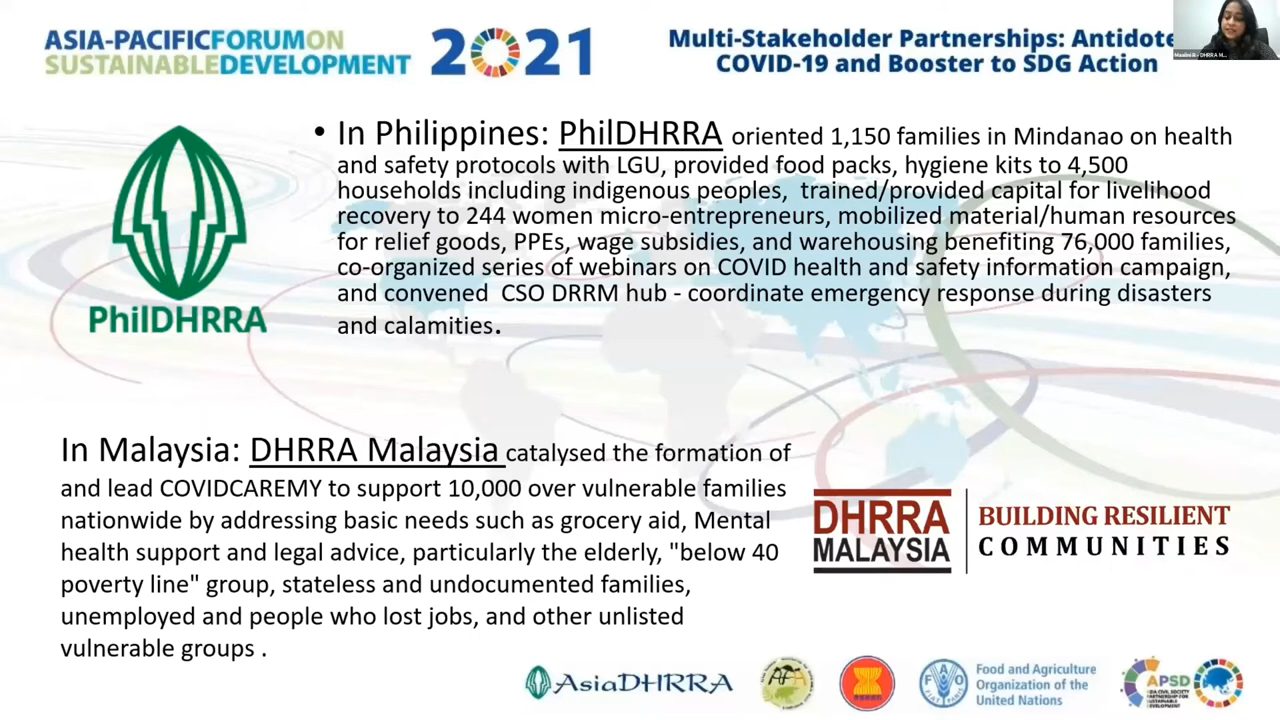 ASIA-PACIFICFORUMON
SUSTAINABLEDEVELOPMENT
2021
Multi-Stakeholder Partnerships: Antidote
COVID-19 and Booster to SDG Action
• In Philippines: PhilDHRRA oriented 1,150 families in Mindanao on health
and safety protocols with LGU, provided food packs, hygiene kits to 4,500
households including indigenous peoples, trained/provided capital for livelihood
recovery to 244 women micro-entrepreneurs, mobilized material/human resources
for relief goods, PPEs, wage subsidies, and warehousing benefiting 76,000 families,
co-organized series of webinars on COVID health and safety information campaign,
and convened CSO DRRM hub - coordinate emergency response during disasters
and calamities.
PhilDHRRA
In Malaysia: DHRRA Malaysia catalysed the formation of
and lead COVIDCAREMY to support 10,000 over vulnerable families
nationwide by addressing basic needs such as grocery aid, Mental
health support and legal advice, particularly the elderly, "below 40
poverty line" group, stateless and undocumented families,
unemployed and people who lost jobs, and other unlisted
vulnerable groups .
DHRRA
MALAYSIA
BUILDING RESILIENT
COMMUNITIES
AsiaDHRRA
AFA
asean
FAO
FIAT PANIS
Food and Agriculture
Organization of the
United Nations
APSD